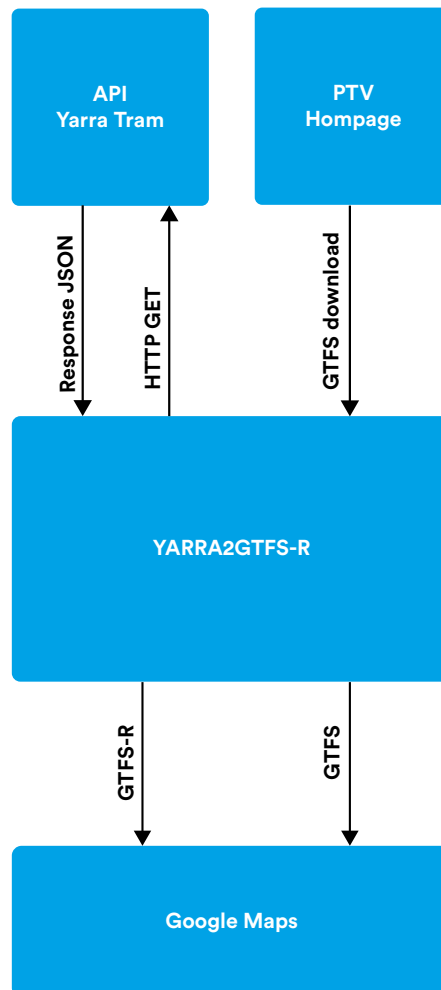 API
Yarra Tram
PTV
Hompage
Response JSON
HTTP GET
GTFS download
YARRA2GTFS-R
GTFS-R
GTFS
Google Maps